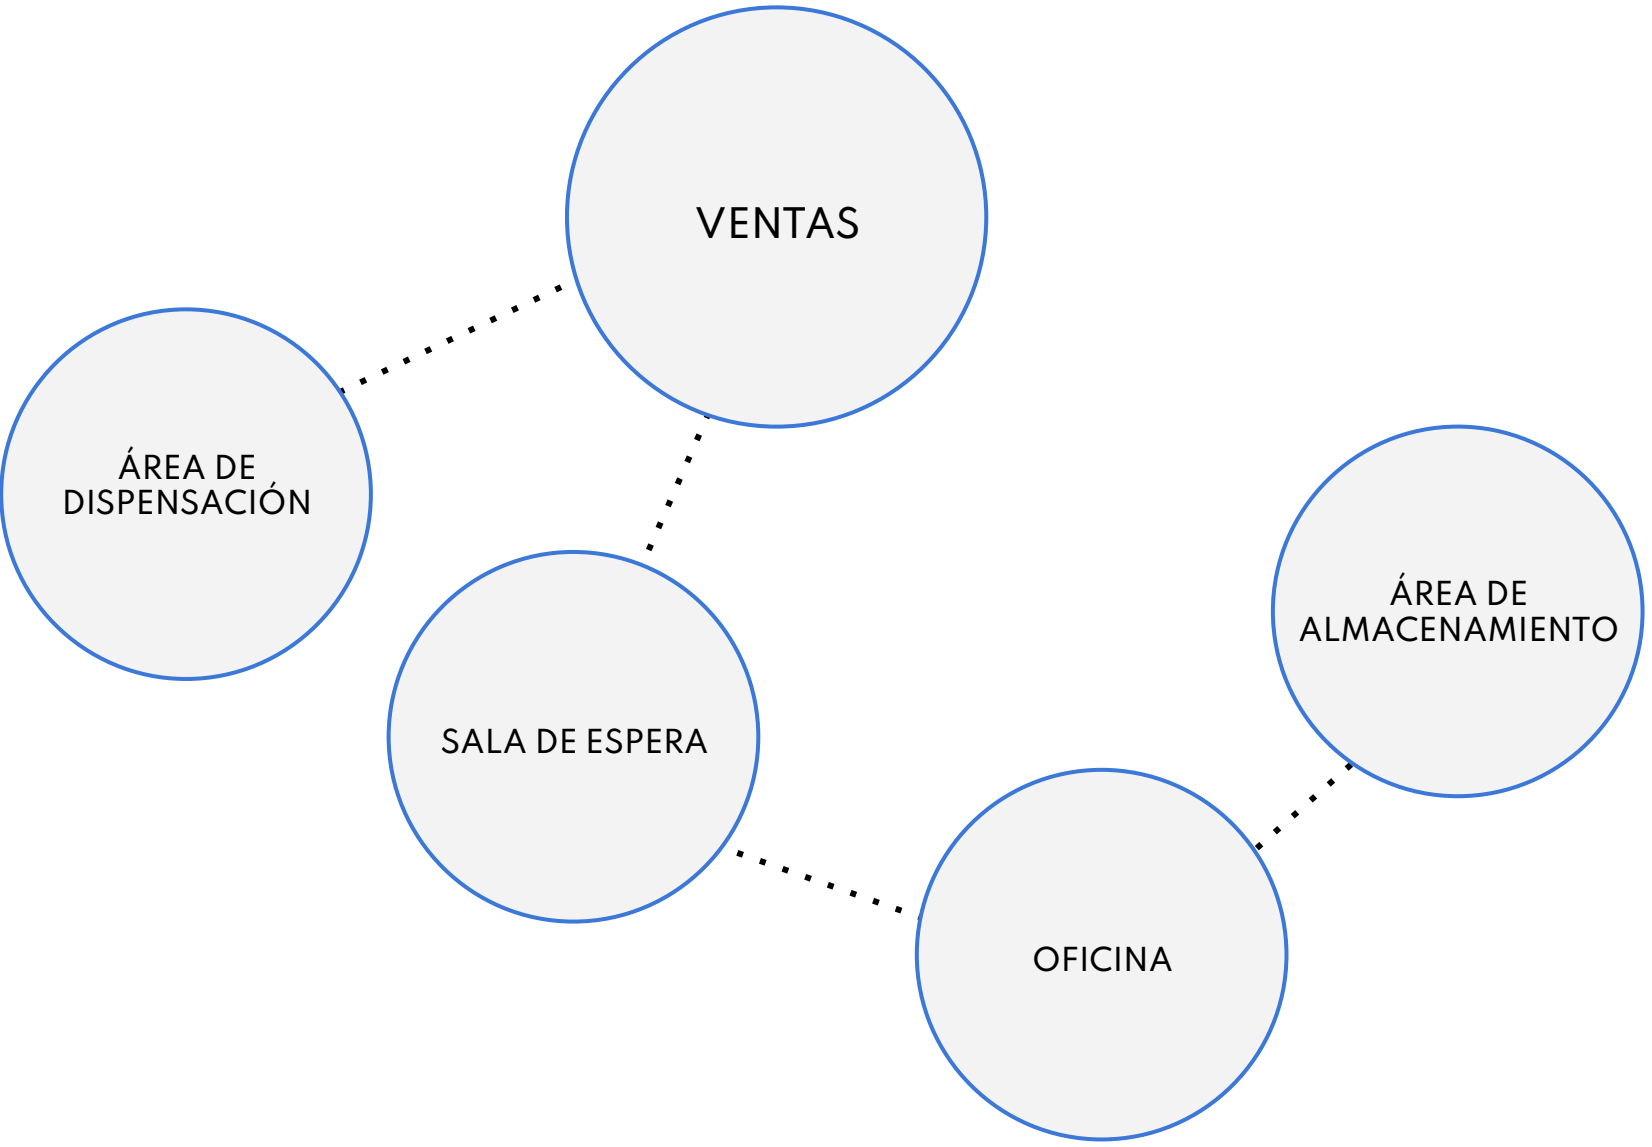 VENTAS
ÁREA DE
DISPENSACIÓN
ÁREA DE
ALMACENAMIENTO
SALA DE ESPERA
OFICINA